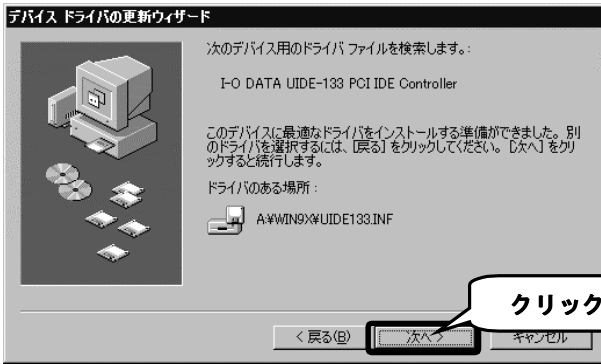 デバイス ドライバの更新ウィザード
次のデバイス用のドライバ ファイルを検索します。:
I-O DATA UIDE-133 PCI IDE Controller
このデバイスに最適なドライバをインストールする準備ができました。別
のドライバを選択するには、[戻る] をクリックしてください。[次へ] をクリ
ックすると続行します。
ドライバのある場所:
A:¥WIN9X¥UIDE133.INF
クリック
< 戻る(B)
次へ >
キャンセル